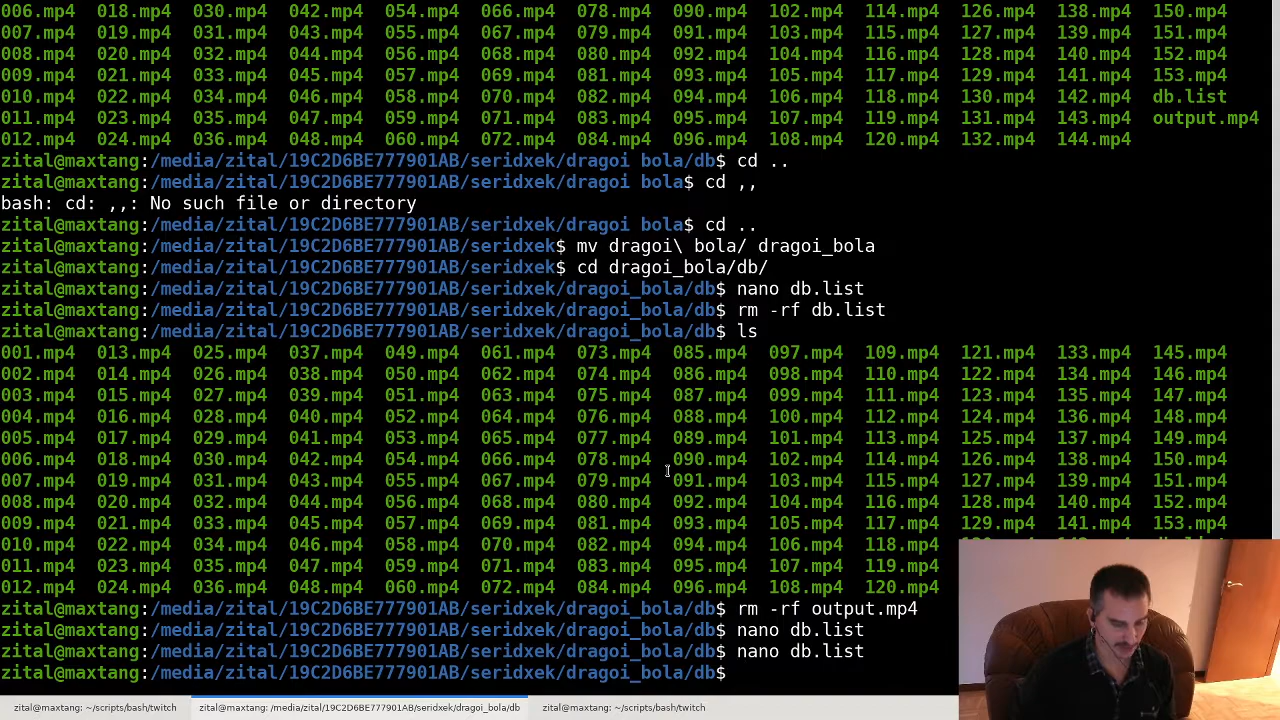 006.mp4 018.mp4 030.mp4 042.mp4 054.mp4 066.mp4 078.mp4 090.mp4 102.mp4 114.mp4 126.mp4 138.mp4 150.mp4
007.mp4 019.mp4 031.mp4 043.mp4 055.mp4 067.mp4 079.mp4 091.mp4 103.mp4 115.mp4 127.mp4 139.mp4 151.mp4
008.mp4 020.mp4 032.mp4 044.mp4 056.mp4 068.mp4 080.mp4 092.mp4 104.mp4 116.mp4 128.mp4 140.mp4 152.mp4
009.mp4 021.mp4 033.mp4 045.mp4 057.mp4 069.mp4 081.mp4 093.mp4 105.mp4 117.mp4 129.mp4 141.mp4 153.mp4
010.mp4 022.mp4 034.mp4 046.mp4 058.mp4 070.mp4 082.mp4 094.mp4 106.mp4 118.mp4 130.mp4 142.mp4 db.list
011.mp4 023.mp4 035.mp4 047.mp4 059.mp4 071.mp4 083.mp4 095.mp4 107.mp4 119.mp4 131.mp4 143.mp4 output.mp4
012.mp4 024.mp4 036.mp4 048.mp4 060.mp4 072.mp4 084.mp4 096.mp4 108.mp4 120.mp4 132.mp4 144.mp4
zital@maxtang:/media/zital/19C2D6BE777901AB/seridxek/dragoi bola/db$ cd ..
zital@maxtang:/media/zital/19C2D6BE777901AB/seridxek/dragoi bola$ cd ,,
bash: cd: ,,: No such file or directory
zital@maxtang:/media/zital/19C2D6BE777901AB/seridxek/dragoi bola$ cd ..
zital@maxtang:/media/zital/19C2D6BE777901AB/seridxek$ mv dragoi\ bola/ dragoi_bola
zital@maxtang:/media/zital/19C2D6BE777901AB/seridxek$ cd dragoi_bola/db/
zital@maxtang:/media/zital/19C2D6BE777901AB/seridxek/dragoi_bola/db$ nano db.list
zital@maxtang:/media/zital/19C2D6BE777901AB/seridxek/dragoi_bola/db$ rm -rf db.list
zital@maxtang:/media/zital/19C2D6BE777901AB/seridxek/dragoi_bola/db$ ls
001.mp4 013.mp4 025.mp4 037.mp4 049.mp4 061.mp4 073.mp4 085.mp4 097.mp4 109.mp4 121.mp4 133.mp4 145.mp4
002.mp4 014.mp4 026.mp4 038.mp4 050.mp4 062.mp4 074.mp4 086.mp4 098.mp4 110.mp4 122.mp4 134.mp4 146.mp4
003.mp4 015.mp4 027.mp4 039.mp4 051.mp4 063.mp4 075.mp4 087.mp4 099.mp4 111.mp4 123.mp4 135.mp4 147.mp4
004.mp4 016.mp4 028.mp4 040.mp4 052.mp4 064.mp4 076.mp4 088.mp4 100.mp4 112.mp4 124.mp4 136.mp4 148.mp4
005.mp4 017.mp4 029.mp4 041.mp4 053.mp4 065.mp4 077.mp4 089.mp4 101.mp4 113.mp4 125.mp4 137.mp4 149.mp4
006.mp4 018.mp4 030.mp4 042.mp4 054.mp4 066.mp4 078.mp4 090.mp4 102.mp4 114.mp4 126.mp4 138.mp4 150.mp4
007.mp4 019.mp4 031.mp4 043.mp4 055.mp4 067.mp4 079.mp4 091.mp4 103.mp4 115.mp4 127.mp4 139.mp4 151.mp4
008.mp4 020.mp4 032.mp4 044.mp4 056.mp4 068.mp4 080.mp4 092.mp4 104.mp4 116.mp4 128.mp4 140.mp4 152.mp4
009.mp4 021.mp4 033.mp4 045.mp4 057.mp4 069.mp4 081.mp4 093.mp4 105.mp4 117.mp4 129.mp4 141.mp4 153.mp4
010.mp4 022.mp4 034.mp4 046.mp4 058.mp4 070.mp4 082.mp4 094.mp4 106.mp4 118.mp4
011.mp4 023.mp4 035.mp4 047.mp4 059.mp4 071.mp4 083.mp4 095.mp4 107.mp4 119.mp4
012.mp4 024.mp4 036.mp4 048.mp4 060.mp4 072.mp4 084.mp4 096.mp4 108.mp4 120.mp4
zital@maxtang:/media/zital/19C2D6BE777901AB/seridxek/dragoi_bola/db$ rm -rf output.mp4
zital@maxtang:/media/zital/19C2D6BE777901AB/seridxek/dragoi_bola/db$ nano db.list
zital@maxtang:/media/zital/19C2D6BE777901AB/seridxek/dragoi_bola/db$ nano db.list
zital@maxtang:/media/zital/19C2D6BE777901AB/seridxek/dragoi_bola/db$
zital@maxtang: ~/scripts/bash/twitch zital@maxtang: /media/zital/19C2D6BE777901AB/seridxek/dragoi_bola/db zital@maxtang: ~/scripts/bash/twitch